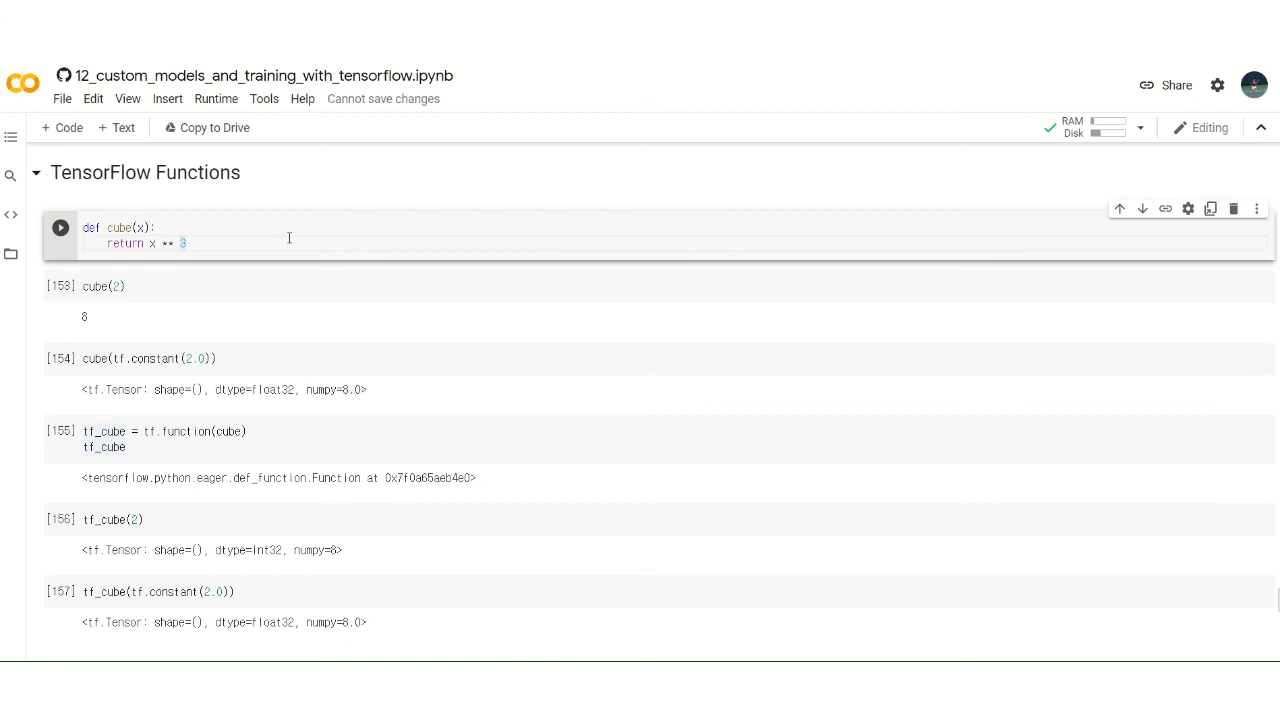 12_custom_models_and_training_with_tensorflow.ipynb
File Edit View Insert Runtime Tools Help Cannot save changes
Share
+ Code + Text Copy to Drive
RAM
Disk
Editing
TensorFlow Functions
def cube(x):
return x ** 3
[153] cube(2)
8
[154] cube(tf.constant(2.0))
<tf.Tensor: shape=(), dtype=float32, numpy=8.0>
[155] tf_cube = tf.function(cube)
tf_cube
<tensorflow.python.eager.def_function.Function at 0x7f0a65aeb4e0>
[156] tf_cube(2)
<tf.Tensor: shape=(), dtype=int32, numpy=8>
[157] tf_cube(tf.constant(2.0))
<tf.Tensor: shape=(), dtype=float32, numpy=8.0>